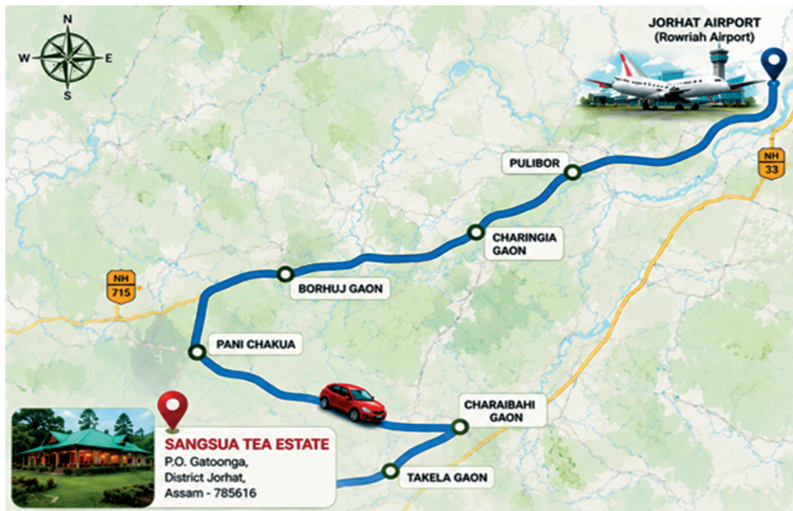 N
W E
S
JORHAT AIRPORT
(Rowriah Airport)
NH
33
PULIBOR
CHARINGIA
GAON
BORHUJ GAON
NH
715
PANI CHAKUA
CHARAIBAHI
GAON
TAKELA GAON
SANGSUA TEA ESTATE
P.O. Gatoonga,
District Jorhat,
Assam - 785616